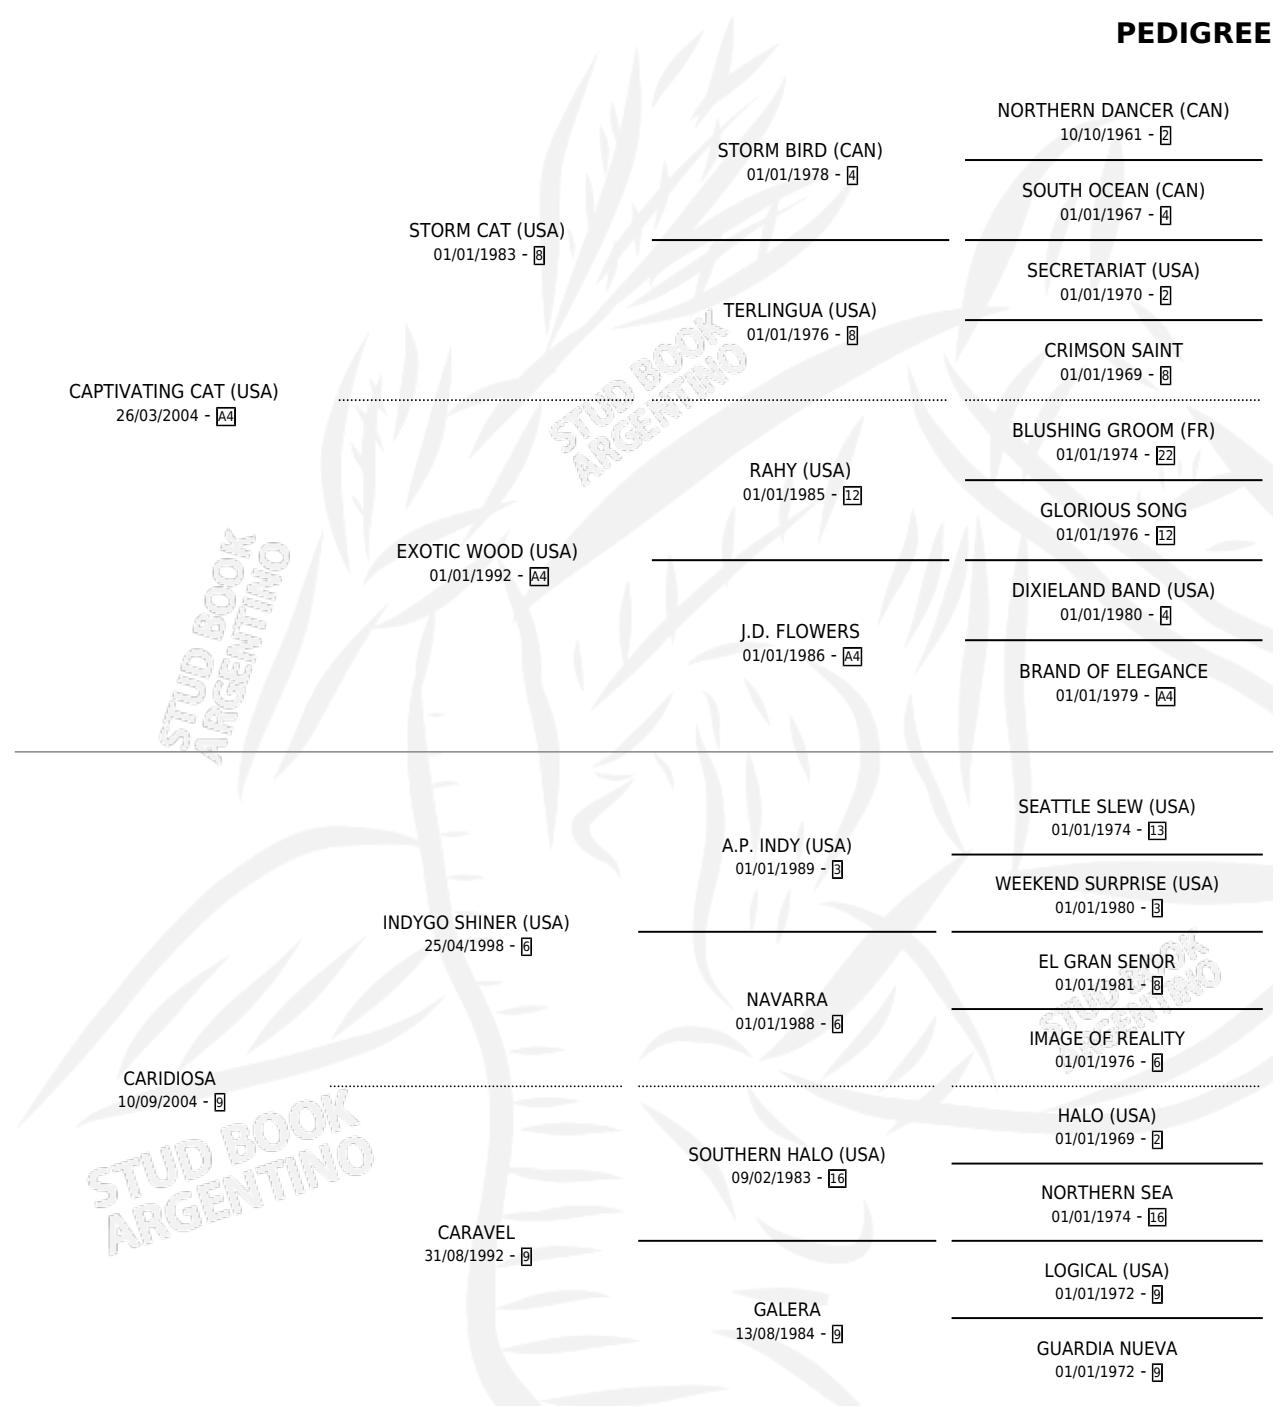 PEDIGREE
NORTHERN DANCER (CAN)
10/10/1961 - 2
STORM BIRD (CAN)
01/01/1978 - 4
SOUTH OCEAN (CAN)
01/01/1967 - 4
STORM CAT (USA)
01/01/1983 - 8
SECRETARIAT (USA)
01/01/1970 - 2
TERLINGUA (USA)
01/01/1976 - 8
CRIMSON SAINT
01/01/1969 - 8
CAPTIVATING CAT (USA)
26/03/2004 - A4
BLUSHING GROOM (FR)
01/01/1974 - 22
RAHY (USA)
01/01/1985 - 12
GLORIOUS SONG
01/01/1976 - 12
EXOTIC WOOD (USA)
01/01/1992 - A4
DIXIELAND BAND (USA)
01/01/1980 - 4
J.D. FLOWERS
01/01/1986 - A4
BRAND OF ELEGANCE
01/01/1979 - A4
SEATTLE SLEW (USA)
01/01/1974 - 13
A.P. INDY (USA)
01/01/1989 - 3
WEEKEND SURPRISE (USA)
01/01/1980 - 3
INDYGO SHINER (USA)
25/04/1998 - 6
EL GRAN SENOR
01/01/1981 - 8
NAVARRA
01/01/1988 - 6
IMAGE OF REALITY
01/01/1976 - 6
CARIDIOSA
10/09/2004 - 9
HALO (USA)
01/01/1969 - 2
SOUTHERN HALO (USA)
09/02/1983 - 16
NORTHERN SEA
01/01/1974 - 16
CARAVEL
31/08/1992 - 9
LOGICAL (USA)
01/01/1972 - 9
GALERA
13/08/1984 - 9
GUARDIA NUEVA
01/01/1972 - 9
STUD BOOK
ARGENTINO
STUD BOOK
ARGENTINO
STUD BOOK
ARGENTINO
STUD BOOK
ARGENTINO